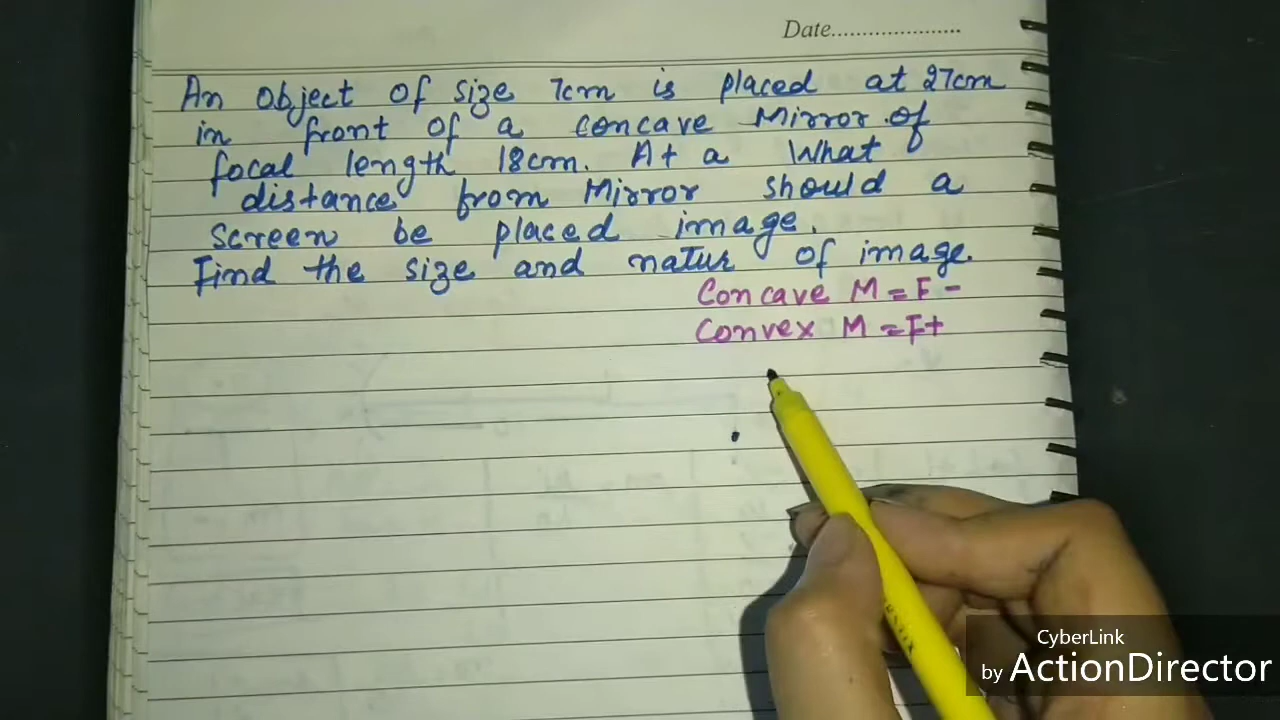 Date.....................
An object of size 7cm is placed at 27cm
in front of a concave Mirror of
focal length 18cm. At a What
distance from Mirror should a
screen be placed image.
Find the size and natur of image.
Concave M = F -
Convex M = F+
CyberLink
by ActionDirector